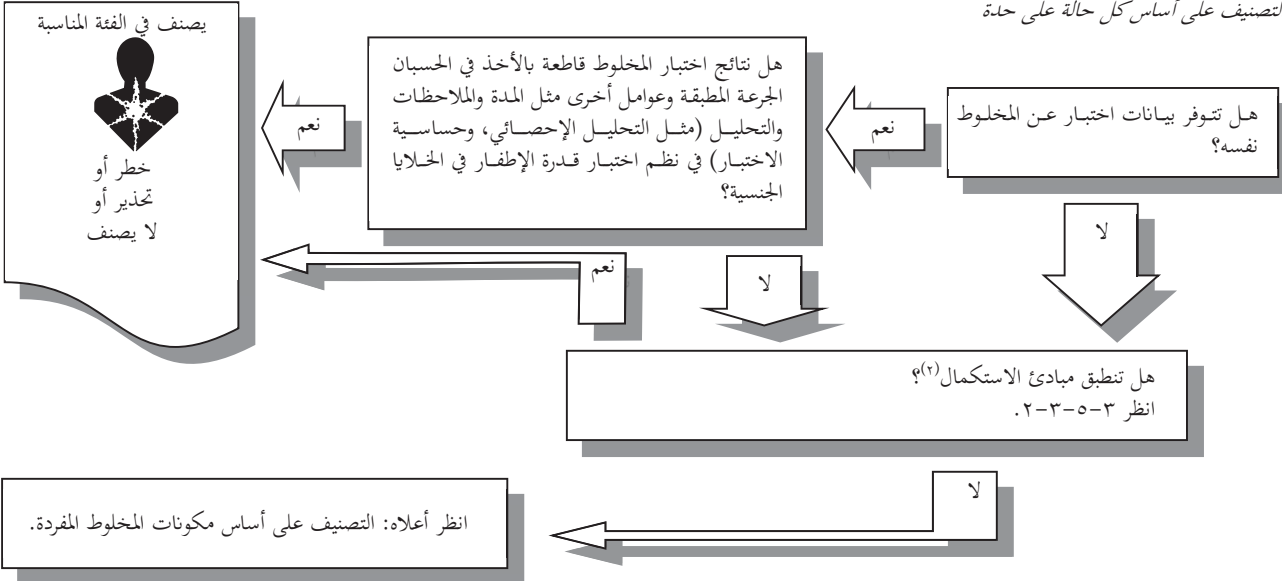 لتصنيف على أساس كل حالة على حدة
هل تتوفر بيانات اختبار عن المخلوط
نفسه؟
نعم
هل نتائج اختبار المخلوط قاطعة بالأخذ في الحسبان
الجرعة المطبقة وعوامل أخرى مثل المدة والملاحظات
والتحليل (مثل التحليل الإحصائي، وحساسية
الاختبار) في نظم اختبار قدرة الإطفار في الخلايا
الجنسية؟
نعم
يصنف في الفئة المناسبة
خطر أو
تحذير أو
لا يصنف
لا
لا
نعم
هل تنطبق مبادئ الاستكمال(٢)؟
انظر ٣-٥-٣-٢.
لا
انظر أعلاه: التصنيف على أساس مكونات المخلوط المفردة.